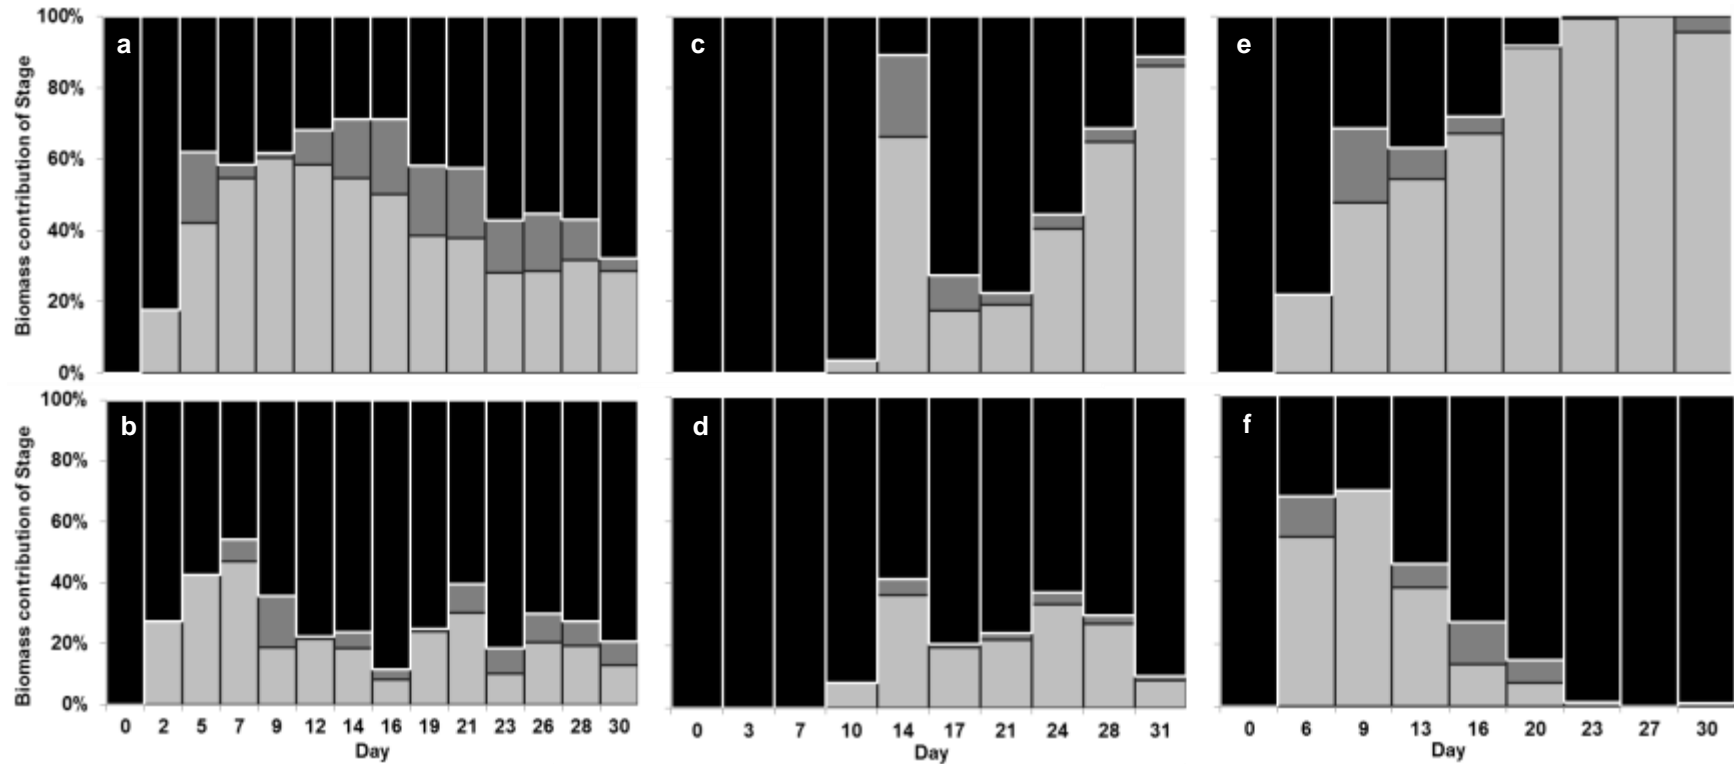 100%
80%
60%
40%
20%
0%
Biomass contribution of Stage
a
c
e
100%
80%
60%
40%
20%
0%
Biomass contribution of Stage
b
d
f
0 2 5 7 9 12 14 16 19 21 23 26 28 30
Day
0 3 7 10 14 17 21 24 28 31
Day
0 6 9 13 16 20 23 27 30
Day